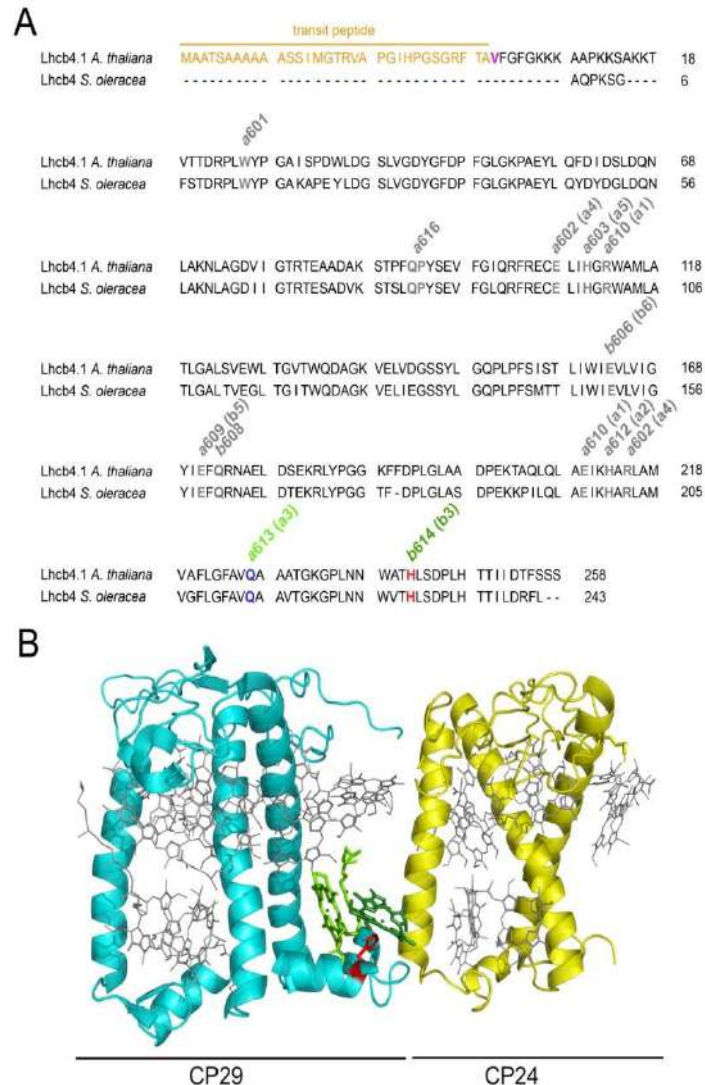 A
transit peptide
Lhcb4.1 A. thaliana MAATSAAAAA ASSIMGTRVA PGIHPGSGRF TAVFGFGKKK AAPKKSAKKT 18
Lhcb4 S. oleracea - - - - - - - - - - - - - - - - - - - - - - - - - - - - - - - - - - - - - - - - AQPKSG - - - - 6
a601
Lhcb4.1 A. thaliana VTTDRPLWYP GAISPDWLDG SLVGDYGFDP FGLGKPAEYL QFDIDSLDQN 68
Lhcb4 S. oleracea FSTDRPLWYP GAKAPEYLDG SLVGDYGFDP FGLGKPAEYL QYDYDGLDQN 56
a616 a602 (a4) a603 (a5) a610 (a1)
Lhcb4.1 A. thaliana LAKNLAGDVI GTRTEAADAK STPFQPYSEV FGIQRFRECE LIHGRWAMLA 118
Lhcb4 S. oleracea LAKNLAGDII GTRTESADVK STSLQPYSEV FGLQRFRECE LIHGRWAMLA 106
b606 (b6)
Lhcb4.1 A. thaliana TLGALSVEWL TGVTWQDAGK VELVDGSSYL GQPLPFSIST LIWIEVLVIG 168
Lhcb4 S. oleracea TLGALTVEGL TGITWQDAGK VELIEGSSYL GQPLPFSMTT LIWIEVLVIG 156
a609 (b5) b608 a610 (a1) a612 (a2) a602 (a4)
Lhcb4.1 A. thaliana YIEFQRNAEL DSEKRLYPGG KFFDPLGLAA DPEKTAQLQL AEIKHARLAM 218
Lhcb4 S. oleracea YIEFQRNAEL DTEKRLYPGG TF-DPLGLAS DPEKKPILQL AEIKHARLAM 205
a613 (a3) b614 (b3)
Lhcb4.1 A. thaliana VAFLGFAVQA AATGKGPLNN WATHLSDPLH TTIIDTFSSS 258
Lhcb4 S. oleracea VGFLGFAVQA AVTGKGPLNN WVTHLSDPLH TTILDRFL-- 243
B
CP29 CP24